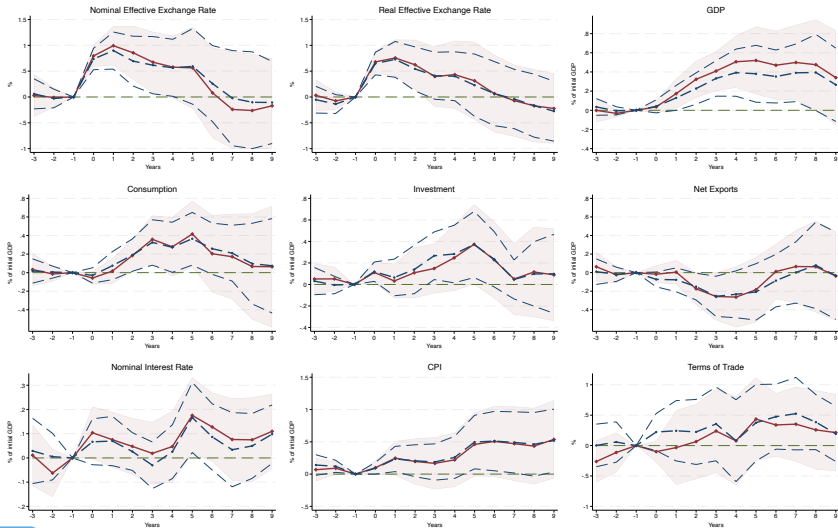 Nominal Effective Exchange Rate
1.5
1
.5
0
-.5
-1
%
-3 -2 -1 0 1 2 3 4 5 6 7 8 9
Years
Real Effective Exchange Rate
1.5
1
.5
0
-.5
-1
%
-3 -2 -1 0 1 2 3 4 5 6 7 8 9
Years
GDP
.8
.6
.4
.2
0
-.2
-.4
% of initial GDP
-3 -2 -1 0 1 2 3 4 5 6 7 8 9
Years
Consumption
.8
.6
.4
.2
0
-.2
-.4
% of initial GDP
-3 -2 -1 0 1 2 3 4 5 6 7 8 9
Years
Investment
.8
.6
.4
.2
0
-.2
-.4
% of initial GDP
-3 -2 -1 0 1 2 3 4 5 6 7 8 9
Years
Net Exports
.8
.6
.4
.2
0
-.2
-.4
% of initial GDP
-3 -2 -1 0 1 2 3 4 5 6 7 8 9
Years
Nominal Interest Rate
.3
.2
.1
0
-.1
-.2
% of initial GDP
-3 -2 -1 0 1 2 3 4 5 6 7 8 9
Years
CPI
1.5
1
.5
0
-.5
% of initial GDP
-3 -2 -1 0 1 2 3 4 5 6 7 8 9
Years
Terms of Trade
1
.5
0
-.5
-1
%
-3 -2 -1 0 1 2 3 4 5 6 7 8 9
Years